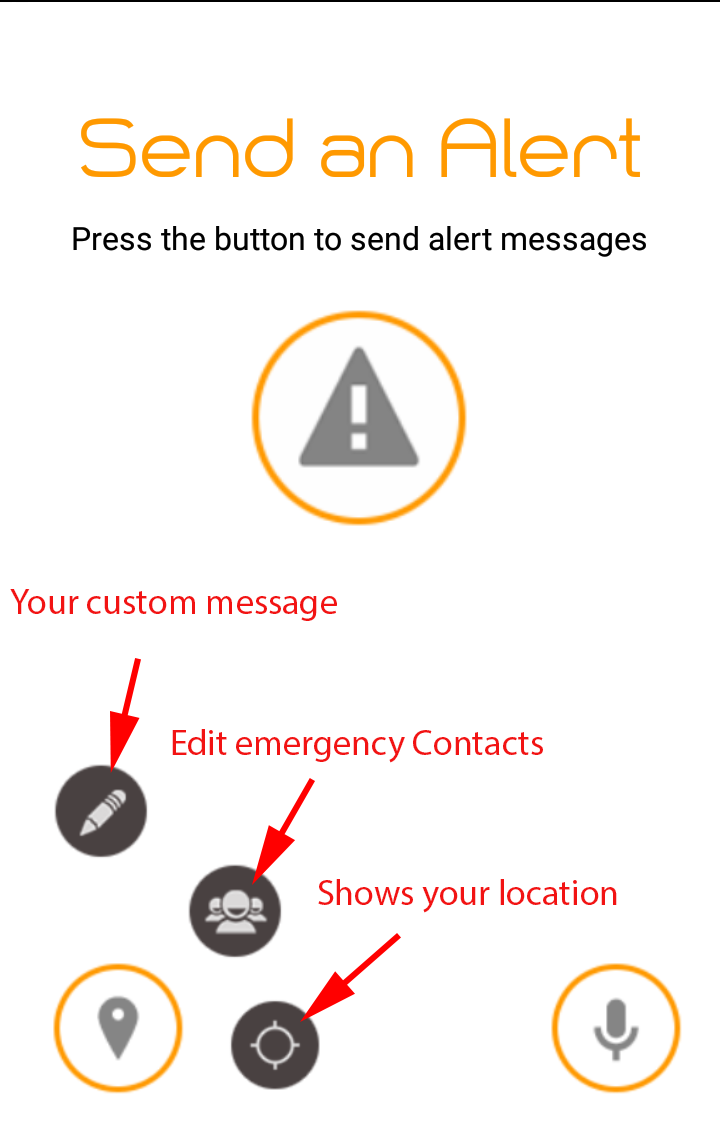 Send an Alert
Press the button to send alert messages
Your custom message
Edit emergency Contacts
Shows your location